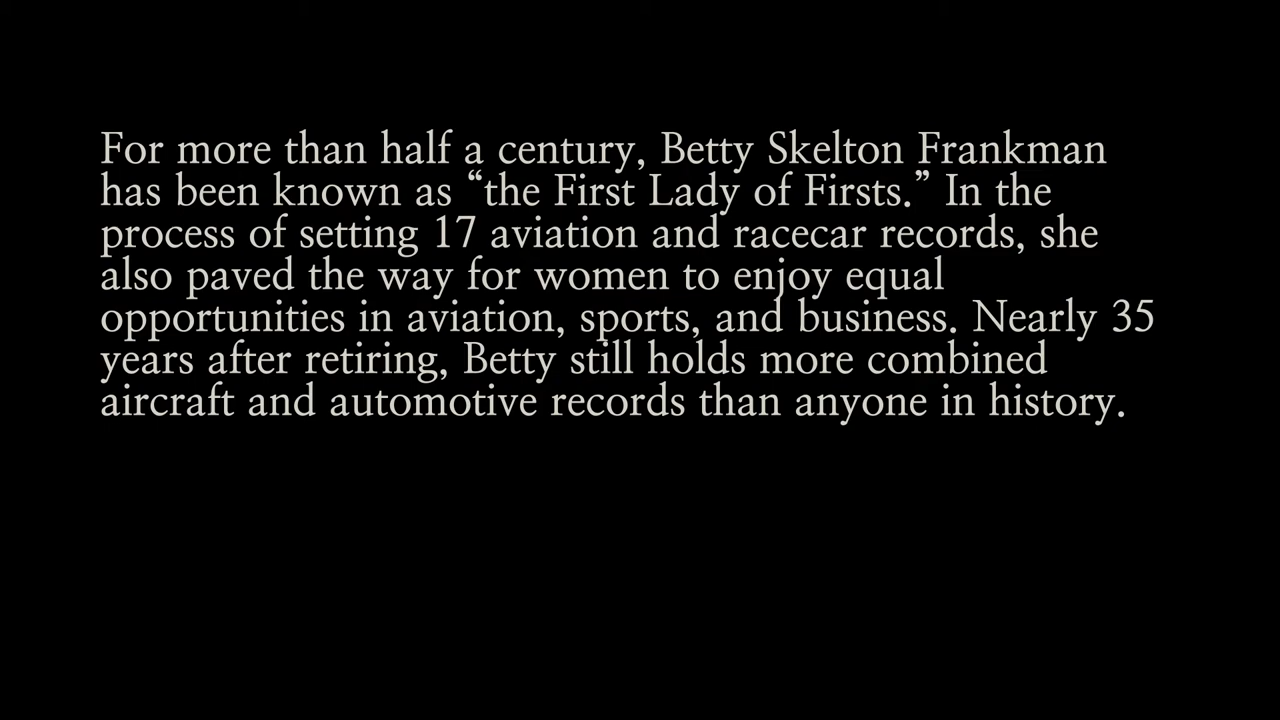 For more than half a century, Betty Skelton Frankman
has been known as “the First Lady of Firsts.” In the
process of setting 17 aviation and racecar records, she
also paved the way for women to enjoy equal
opportunities in aviation, sports, and business. Nearly 35
years after retiring, Betty still holds more combined
aircraft and automotive records than anyone in history.